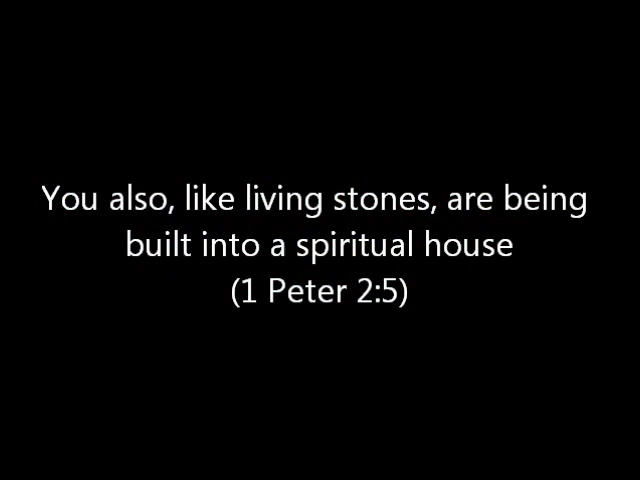 You also, like living stones, are being
built into a spiritual house
(1 Peter 2:5)